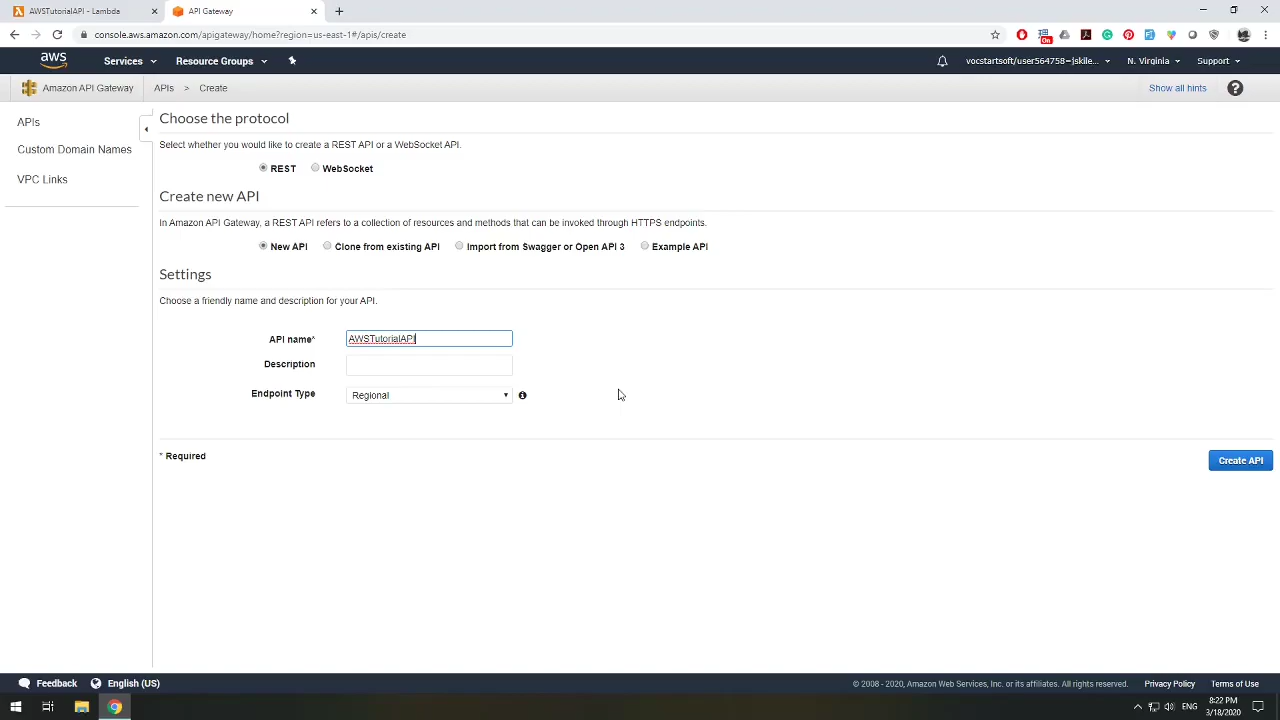 AWSTutorialAPI - Lambda
API Gateway
console.aws.amazon.com/apigateway/home?region=us-east-1#/apis/create
On
aws
Services
Resource Groups
vocstartsoft/user564758=jskile...
N. Virginia
Support
Amazon API Gateway
APIs > Create
Show all hints
APIs
Custom Domain Names
VPC Links
Choose the protocol
Select whether you would like to create a REST API or a WebSocket API.
REST WebSocket
Create new API
In Amazon API Gateway, a REST API refers to a collection of resources and methods that can be invoked through HTTPS endpoints.
New API Clone from existing API Import from Swagger or Open API 3 Example API
Settings
Choose a friendly name and description for your API.
API name* AWSTutorialAPI
Description
Endpoint Type Regional
* Required
Create API
Feedback English (US)
© 2008 - 2020, Amazon Web Services, Inc. or its affiliates. All rights reserved. Privacy Policy Terms of Use
ENG
8:22 PM
3/18/2020